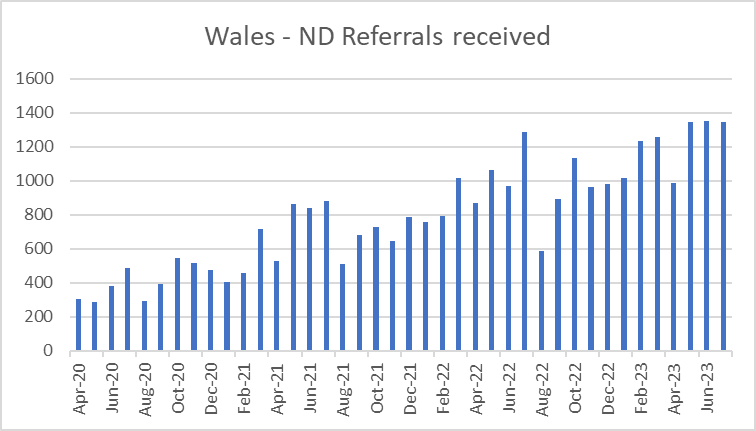 Wales - ND Referrals received
1600
1400
1200
1000
800
600
400
200
0
Apr-20
Jun-20
Aug-20
Oct-20
Dec-20
Feb-21
Apr-21
Jun-21
Aug-21
Oct-21
Dec-21
Feb-22
Apr-22
Jun-22
Aug-22
Oct-22
Dec-22
Feb-23
Apr-23
Jun-23